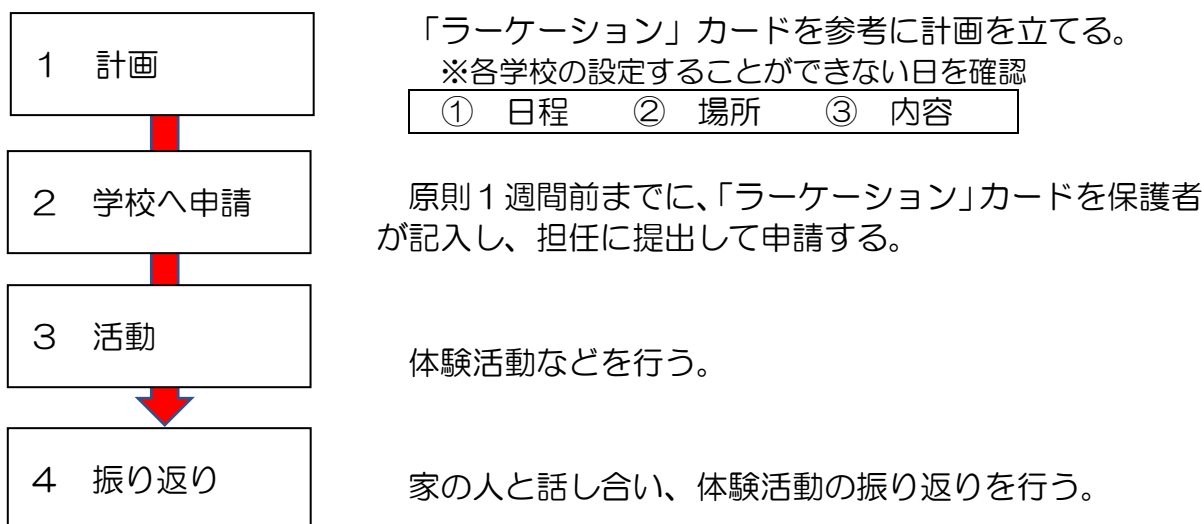 1 計画
「ラーケーション」カードを参考に計画を立てる。
※各学校の設定することができない日を確認
① 日程 ② 場所 ③ 内容
2 学校へ申請
原則1週間前までに、「ラーケーション」カードを保護者
が記入し、担任に提出して申請する。
3 活動
体験活動などを行う。
4 振り返り
家の人と話し合い、体験活動の振り返りを行う。